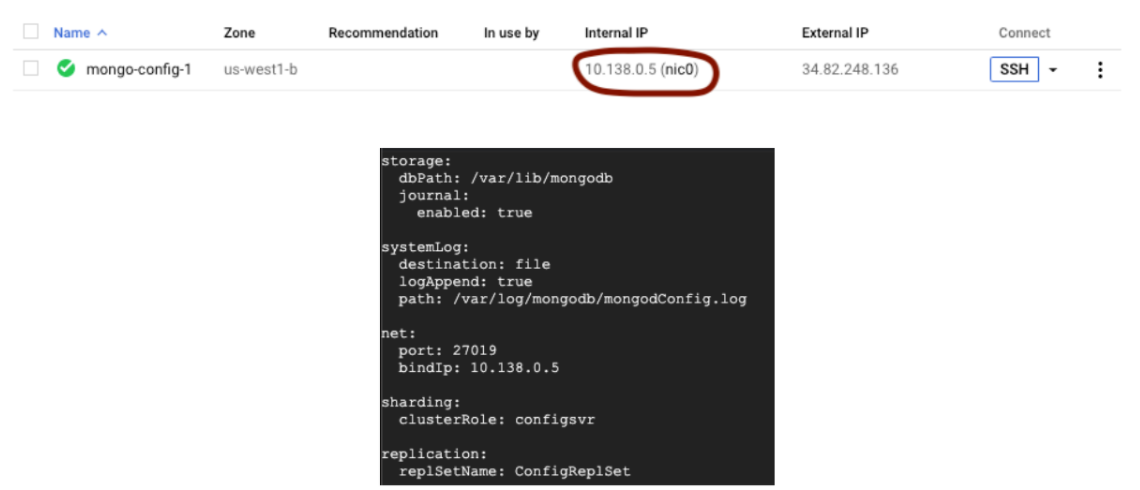 Name Zone Recommendation In use by Internal IP External IP Connect
mongo-config-1 us-west1-b 10.138.0.5 (nic0) 34.82.248.136 SSH
storage:
  dbPath: /var/lib/mongodb
  journal:
    enabled: true
systemLog:
  destination: file
  logAppend: true
  path: /var/log/mongodb/mongodConfig.log
net:
  port: 27019
  bindIp: 10.138.0.5
sharding:
  clusterRole: configsvr
replication:
  replSetName: ConfigReplSet